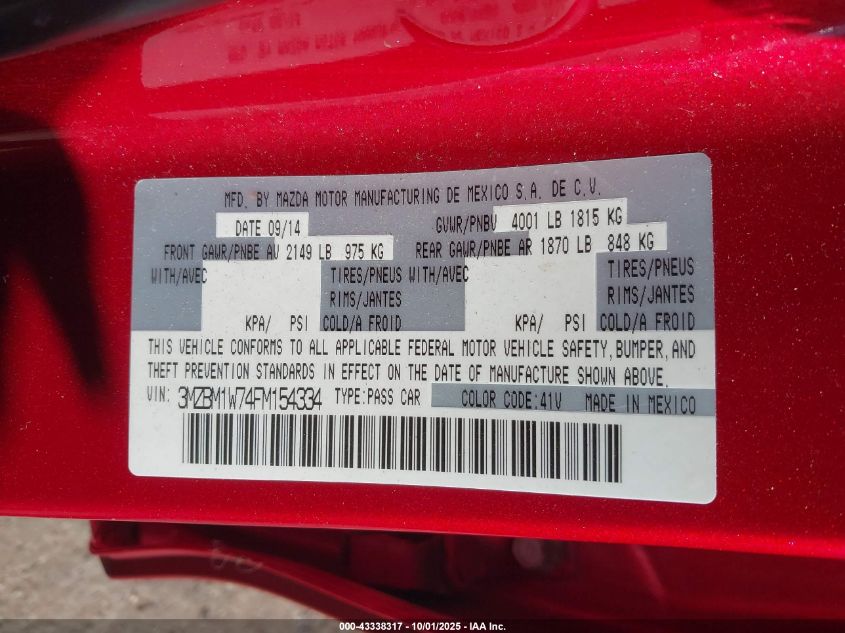 MFD. BY MAZDA MOTOR MANUFACTURING DE MEXICO S.A. DE C.V.
DATE 09/14 GVWR/PNBV 4001 LB 1815 KG
FRONT GAWR/PNBE AV 2149 LB 975 KG REAR GAWR/PNBE AR 1870 LB 848 KG
WITH/AVEC TIRES/PNEUS WITH/AVEC TIRES/PNEUS
RIMS/JANTES RIMS/JANTES
KPA/ PSI COLD/A FROID KPA/ PSI COLD/A FROID
THIS VEHICLE CONFORMS TO ALL APPLICABLE FEDERAL MOTOR VEHICLE SAFETY, BUMPER, AND
THEFT PREVENTION STANDARDS IN EFFECT ON THE DATE OF MANUFACTURE SHOWN ABOVE.
VIN: 3MZBM1W74FM154334 TYPE:PASS CAR COLOR CODE:41V MADE IN MEXICO
000-43338317 - 10/01/2025 - IAA Inc.